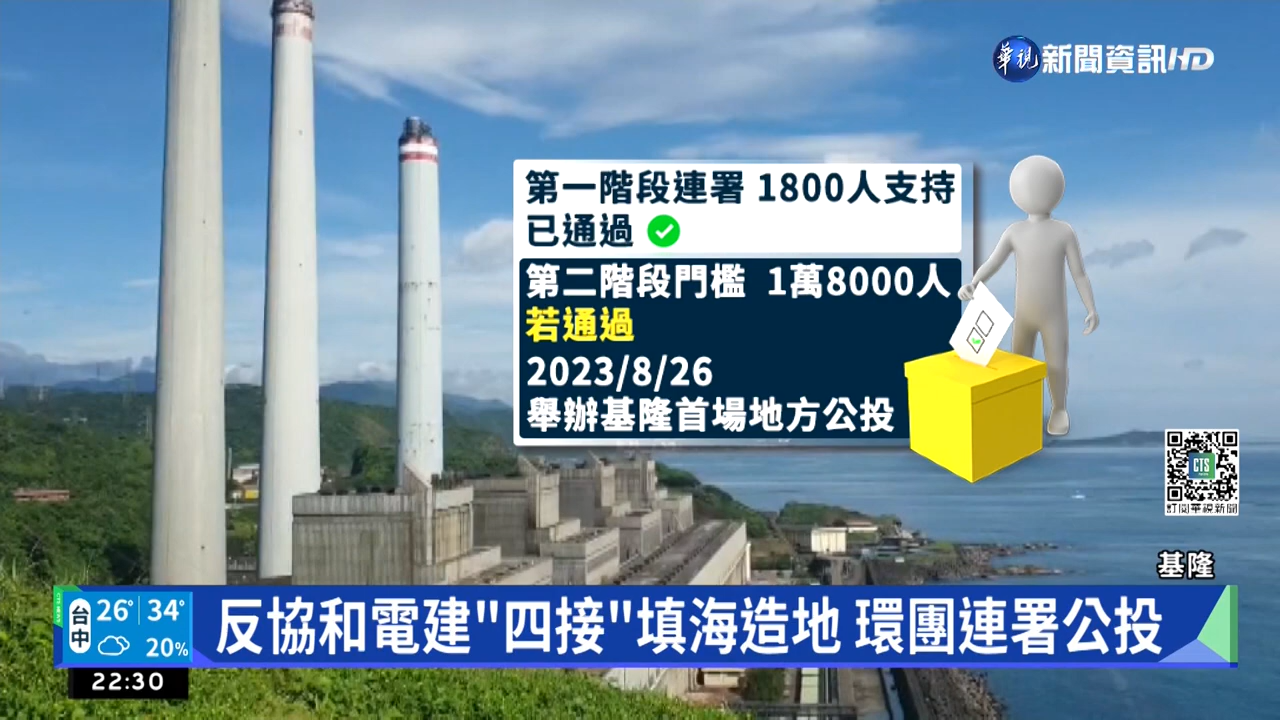 華視 新聞資訊HD
第一階段連署 1800人支持
已通過
第二階段門檻 1萬8000人
若通過
2023/8/26
舉辦基隆首場地方公投
CTS
訂閱華視新聞
基隆
台中 26° 34° 20%
反協和電建"四接"填海造地 環團連署公投
22:30